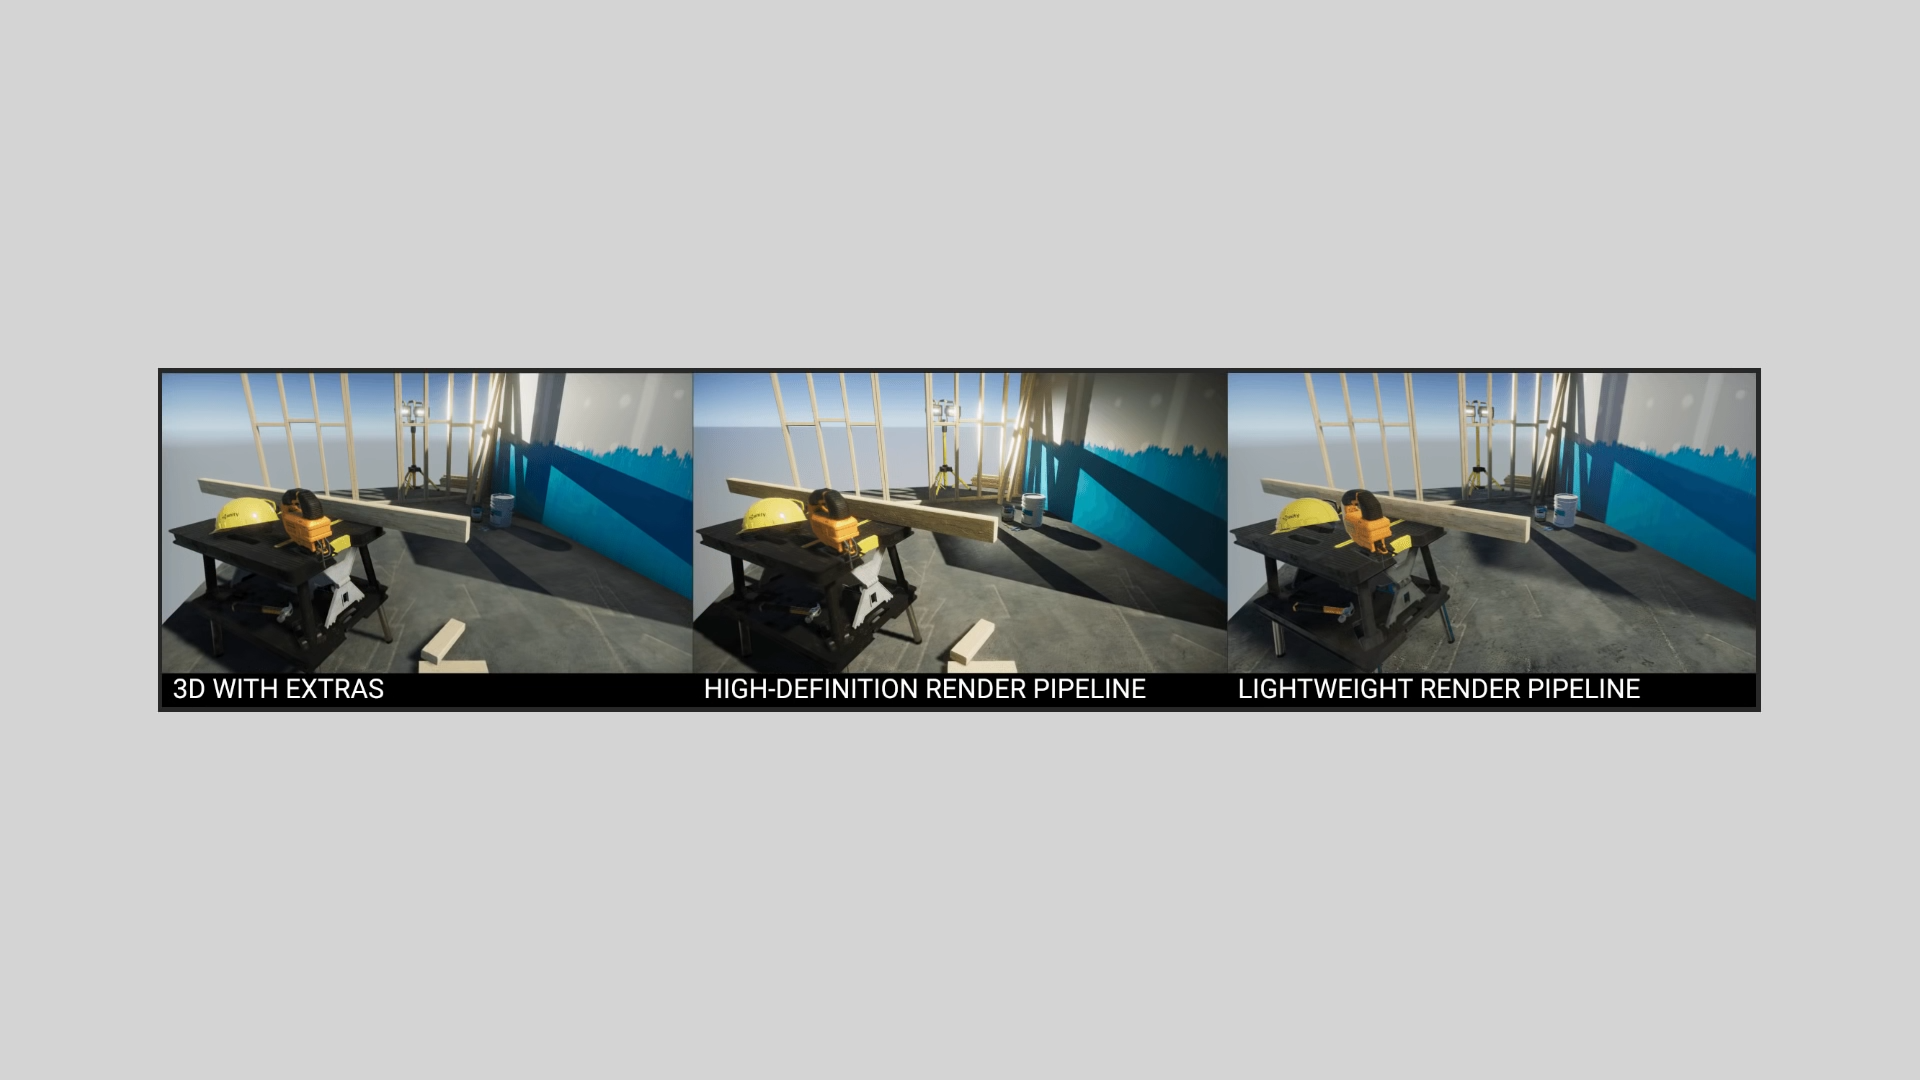 3D WITH EXTRAS
HIGH-DEFINITION RENDER PIPELINE
LIGHTWEIGHT RENDER PIPELINE